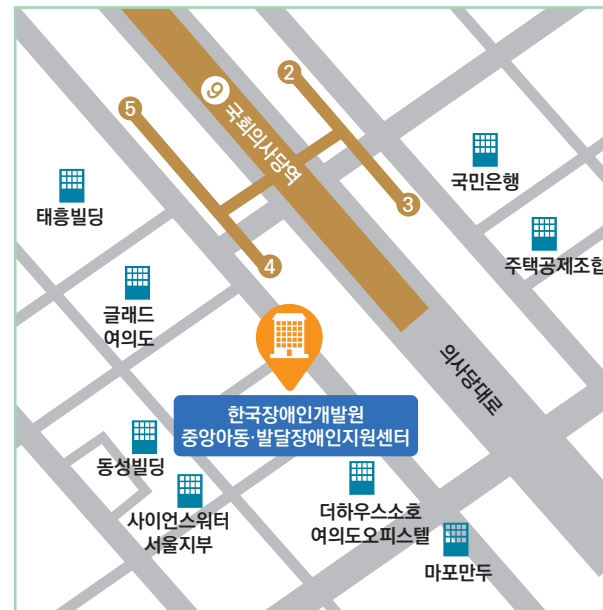 2
5
9 국회의사당역
국민은행
3
태흥빌딩
4
주택공제조합
글래드
여의도
의사당대로
한국장애인개발원
중앙아동·발달장애인지원센터
동성빌딩
사이언스워터
서울지부
더하우스소호
여의도오피스텔
마포만두